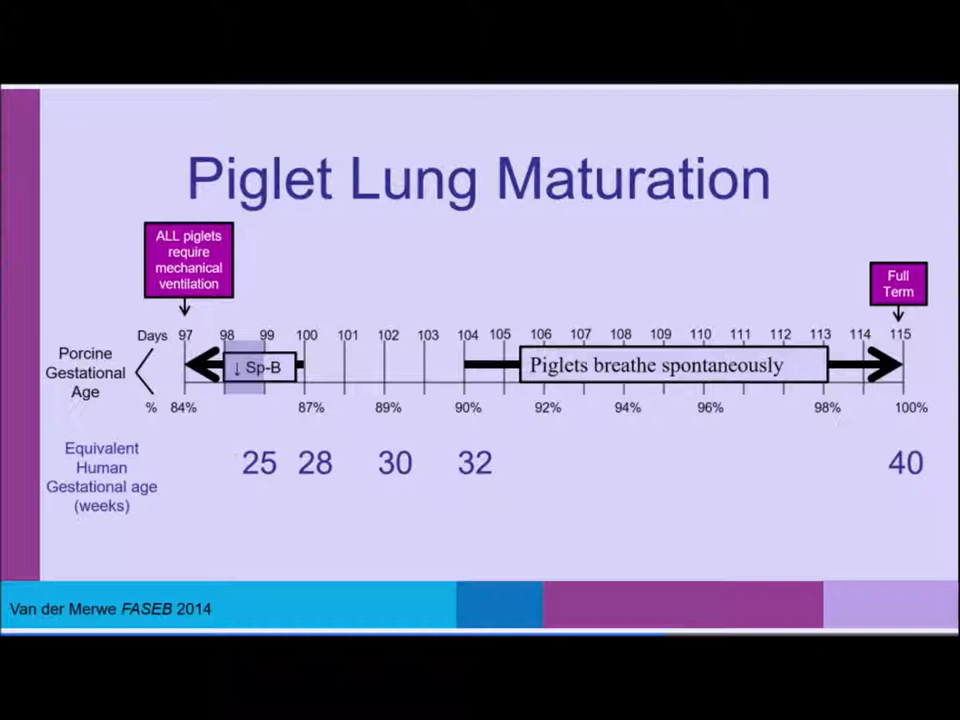 Piglet Lung Maturation
ALL piglets
require
mechanical
ventilation
Full
Term
Days 97 98 99 100 101 102 103 104 105 106 107 108 109 110 111 112 113 114 115
Porcine
Gestational
Age
↓ Sp-B
Piglets breathe spontaneously
% 84% 87% 89% 90% 92% 94% 96% 98% 100%
Equivalent
Human
Gestational age
(weeks)
25 28 30 32 40
Van der Merwe FASEB 2014